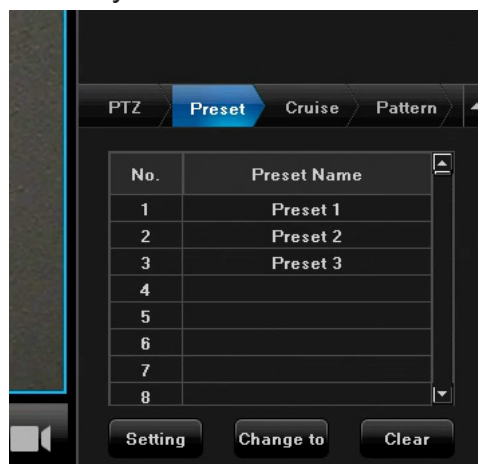 PTZ Preset Cruise Pattern
No. Preset Name
1 Preset 1
2 Preset 2
3 Preset 3
4
5
6
7
8
Setting Change to Clear